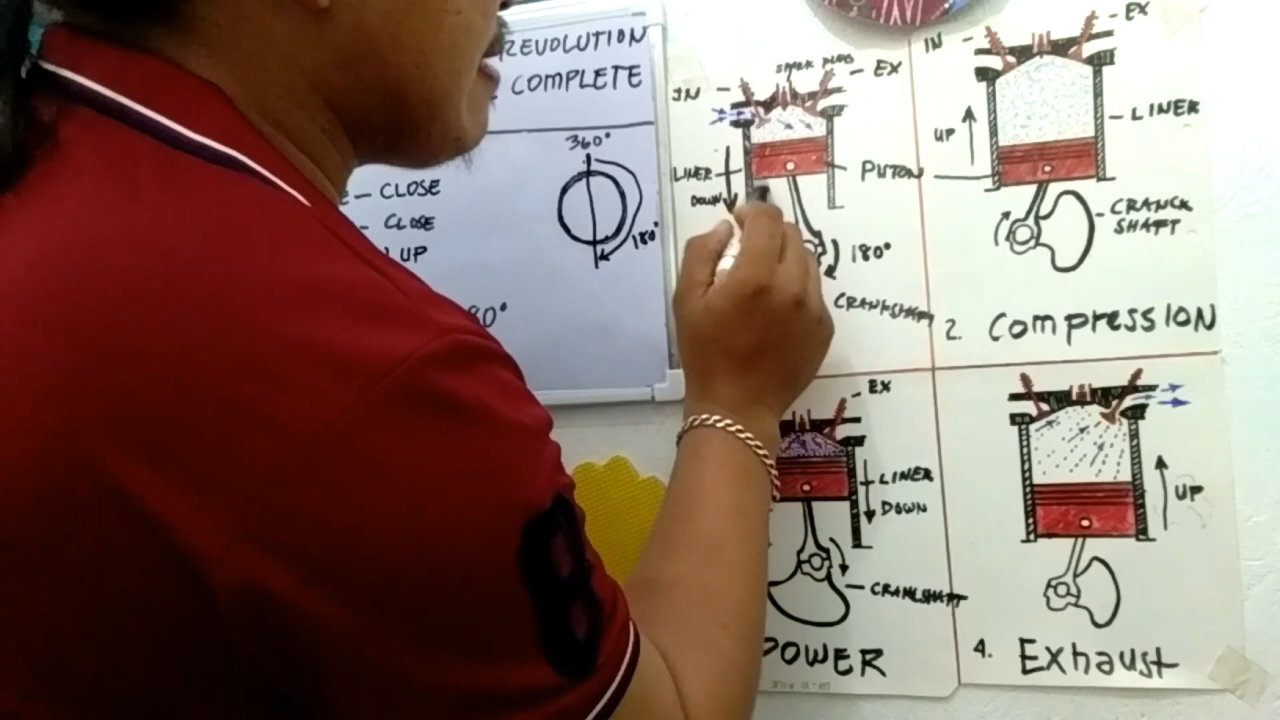 REVOLUTION
COMPLETE
360°
180°
CLOSE
CLOSE
UP
80°
IN
SPARK PLUG
EX
LINER
DOWN
PISTON
180°
CRANKSHAFT
IN
EX
UP
LINER
CRANCK
SHAFT
2. COMPRESSION
EX
LINER
DOWN
CRANKSHAFT
POWER
UP
4. Exhaust
8